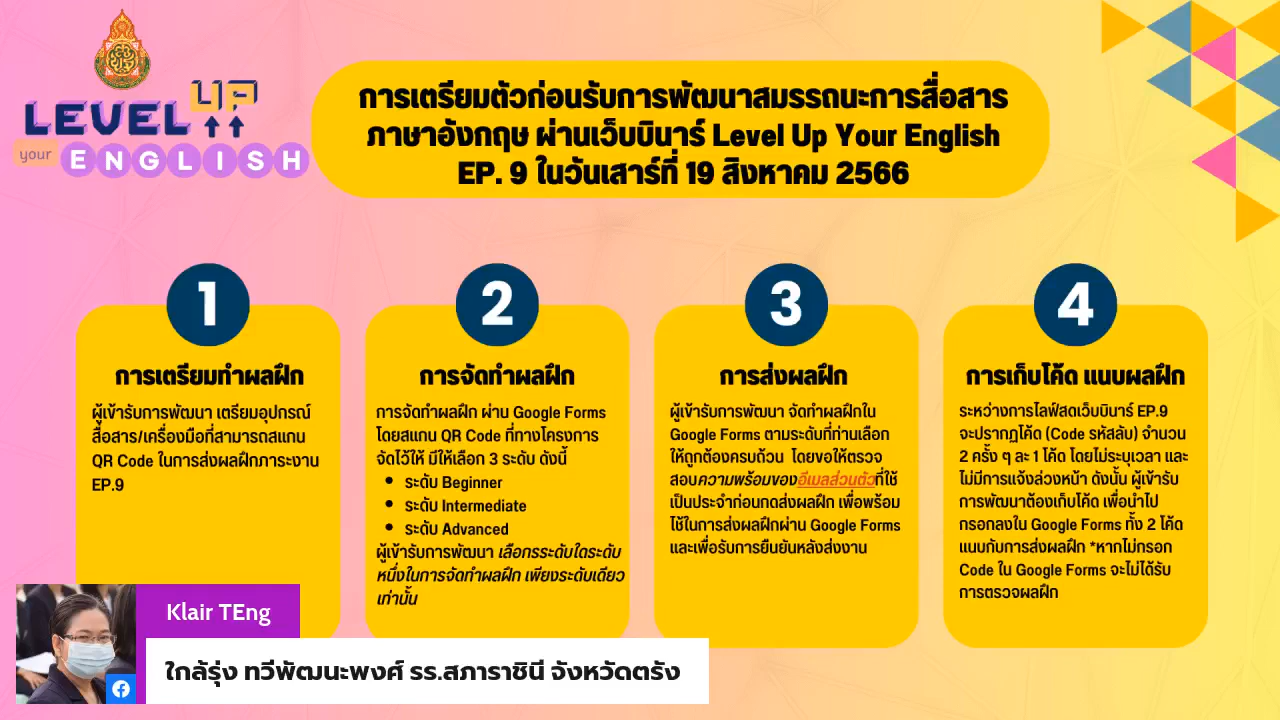 LEVEL UP
your ENGLISH
การเตรียมตัวก่อนรับการพัฒนาสมรรถนะการสื่อสาร
ภาษาอังกฤษ ผ่านเว็บบินาร์ Level Up Your English
EP. 9 ในวันเสาร์ที่ 19 สิงหาคม 2566
1
การเตรียมทำผลฝึก
ผู้เข้ารับการพัฒนา เตรียมอุปกรณ์
สื่อสาร/เครื่องมือที่สามารถสแกน
QR Code ในการส่งผลฝึกภาระงาน
EP.9
2
การจัดทำผลฝึก
การจัดทำผลฝึก ผ่าน Google Forms
โดยสแกน QR Code ที่ทางโครงการ
จัดไว้ให้ มีให้เลือก 3 ระดับ ดังนี้
• ระดับ Beginner
• ระดับ Intermediate
• ระดับ Advanced
ผู้เข้ารับการพัฒนา เลือกรระดับใดระดับ
หนึ่งในการจัดทำผลฝึก เพียงระดับเดียว
เท่านั้น
3
การส่งผลฝึก
ผู้เข้ารับการพัฒนา จัดทำผลฝึกใน
Google Forms ตามระดับที่ท่านเลือก
ให้ถูกต้องครบถ้วน โดยขอให้ตรวจ
สอบความพร้อมของอีเมลส่วนตัวที่ใช้
เป็นประจำก่อนกดส่งผลฝึก เพื่อพร้อม
ใช้ในการส่งผลฝึกผ่าน Google Forms
และเพื่อรับการยืนยันหลังส่งงาน
4
การเก็บโค้ด แนบผลฝึก
ระหว่างการไลฟ์สดเว็บบินาร์ EP.9
จะปรากฏโค้ด (Code รหัสลับ) จำนวน
2 ครั้ง ๆ ละ 1 โค้ด โดยไม่ระบุเวลา และ
ไม่มีการแจ้งล่วงหน้า ดังนั้น ผู้เข้ารับ
การพัฒนาต้องเก็บโค้ด เพื่อนำไป
กรอกลงใน Google Forms ทั้ง 2 โค้ด
แนบกับการส่งผลฝึก *หากไม่กรอก
Code ใน Google Forms จะไม่ได้รับ
การตรวจผลฝึก
Klair TEng
ใกล้รุ่ง ทวีพัฒนะพงศ์ รร.สภาราชินี จังหวัดตรัง